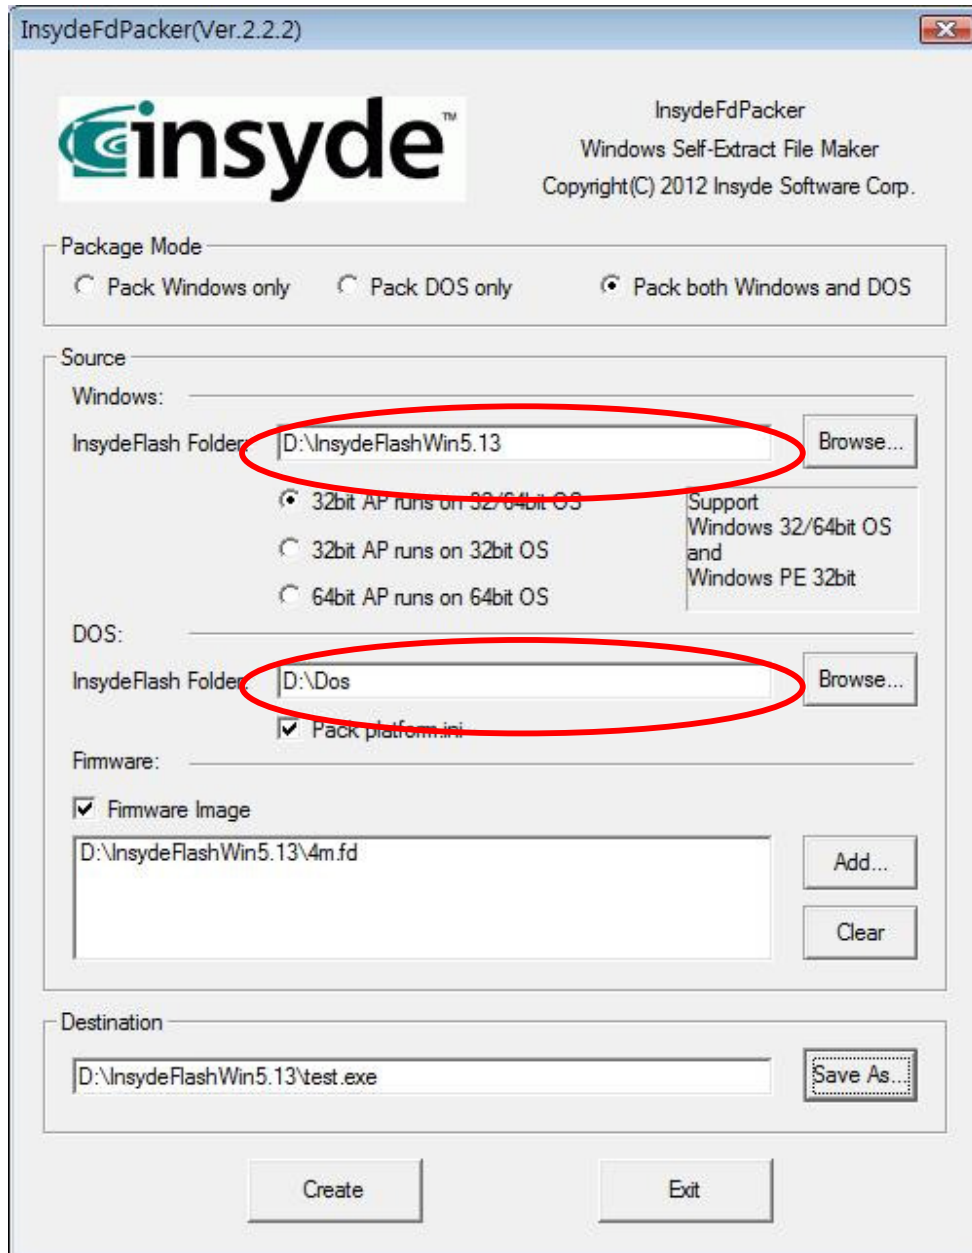 InsydeFdPacker(Ver.2.2.2)
insyde™
InsydeFdPacker
Windows Self-Extract File Maker
Copyright(C) 2012 Insyde Software Corp.
Package Mode
Pack Windows only
Pack DOS only
Pack both Windows and DOS
Source
Windows:
InsydeFlash Folder: D:\InsydeFlashWin5.13 Browse...
32bit AP runs on 32/64bit OS
32bit AP runs on 32bit OS
64bit AP runs on 64bit OS
Support
Windows 32/64bit OS
and
Windows PE 32bit
DOS:
InsydeFlash Folder: D:\Dos Browse...
Pack platform.ini
Firmware:
Firmware Image
D:\InsydeFlashWin5.13\4m.fd
Add...
Clear
Destination
D:\InsydeFlashWin5.13\test.exe Save As...
Create
Exit